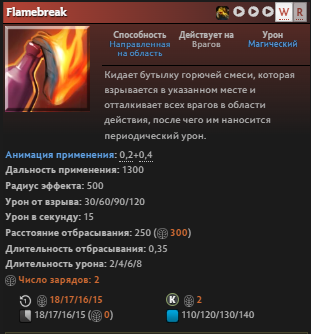 Flamebreak
W R
Способность
Направленная
на область
Действует на
Врагов
Урон
Магический
Кидает бутылку горючей смеси, которая
взрывается в указанном месте и
отталкивает всех врагов в области
действия, после чего им наносится
периодический урон.
Анимация применения: 0,2+0,4
Дальность применения: 1300
Радиус эффекта: 500
Урон от взрыва: 30/60/90/120
Урон в секунду: 15
Расстояние отбрасывания: 250 (300)
Длительность отбрасывания: 0,35
Длительность урона: 2/4/6/8
Число зарядов: 2
18/17/16/15
K 2
18/17/16/15 (0)
110/120/130/140